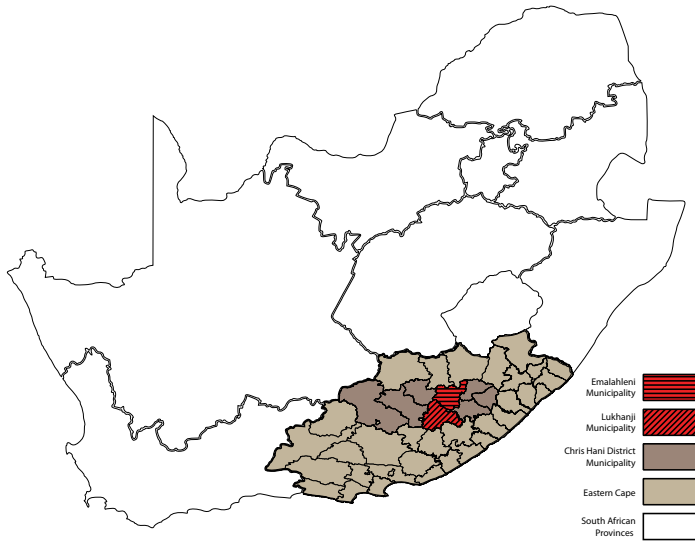 Emalahleni
Municipality
Lukhanji
Municipality
Chris Hani District
Municipality
Eastern Cape
South African
Provinces